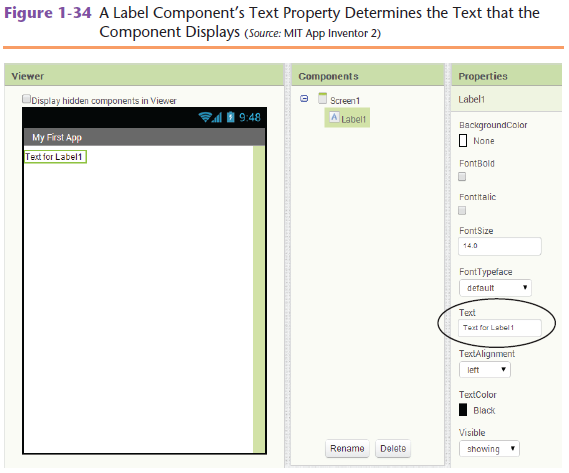 Figure 1-34 A Label Component's Text Property Determines the Text that the
Component Displays (Source: MIT App Inventor 2)
Viewer
Display hidden components in Viewer
9:48
My First App
Text for Label1
Components
Screen1
A Label1
Rename Delete
Properties
Label1
BackgroundColor
None
FontBold
FontItalic
FontSize
14.0
FontTypeface
default
Text
Text for Label1
TextAlignment
left
TextColor
Black
Visible
showing